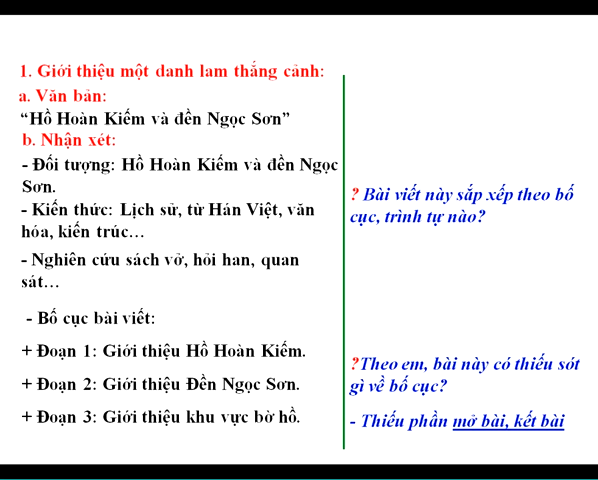 1. Giới thiệu một danh lam thắng cảnh:
a. Văn bản:
“Hồ Hoàn Kiếm và đền Ngọc Sơn”
b. Nhận xét:
- Đối tượng: Hồ Hoàn Kiếm và đền Ngọc
Sơn.
- Kiến thức: Lịch sử, từ Hán Việt, văn
hóa, kiến trúc…
- Nghiên cứu sách vở, hỏi han, quan
sát…
- Bố cục bài viết:
+ Đoạn 1: Giới thiệu Hồ Hoàn Kiếm.
+ Đoạn 2: Giới thiệu Đền Ngọc Sơn.
+ Đoạn 3: Giới thiệu khu vực bờ hồ.
? Bài viết này sắp xếp theo bố
cục, trình tự nào?
?Theo em, bài này có thiếu sót
gì về bố cục?
- Thiếu phần mở bài, kết bài